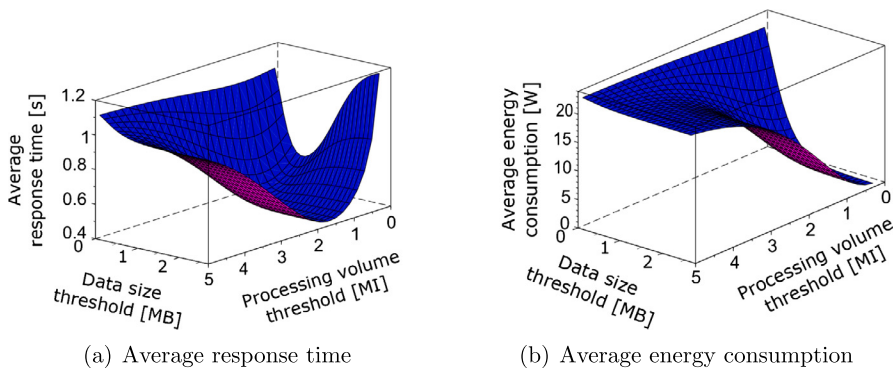 1.2
1
0.8
0.6
0.4
Average
response time [s]
0
1
2
Data size
threshold [MB]
5
4
3
2
1
0
Processing volume
threshold [MI]
(a) Average response time
20
15
10
5
0
Average energy
consumption [W]
0
1
2
Data size
threshold [MB]
5
4
3
2
1
0
Processing volume
threshold [MI]
(b) Average energy consumption